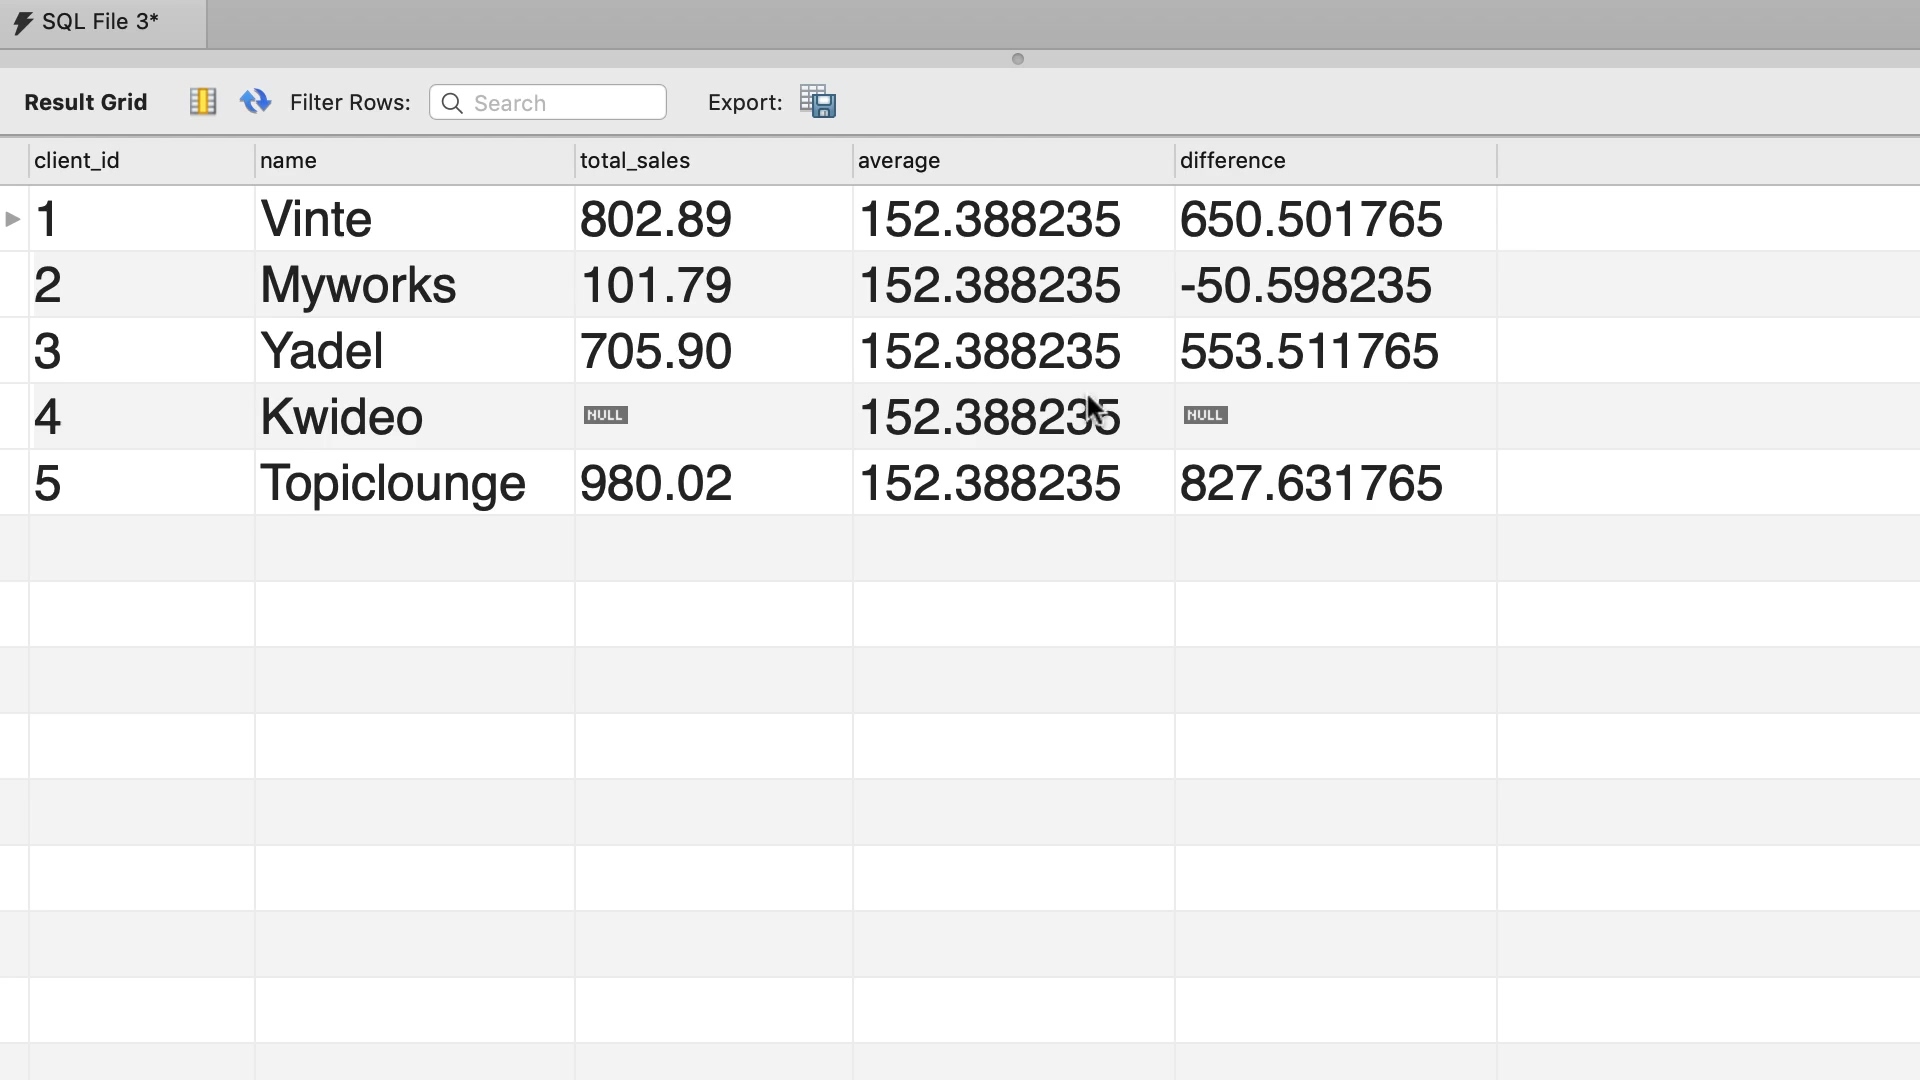 SQL File 3*
Result Grid Filter Rows: Search Export:
client_id name total_sales average difference
1 Vinte 802.89 152.388235 650.501765
2 Myworks 101.79 152.388235 -50.598235
3 Yadel 705.90 152.388235 553.511765
4 Kwideo NULL 152.388235 NULL
5 Topiclounge 980.02 152.388235 827.631765